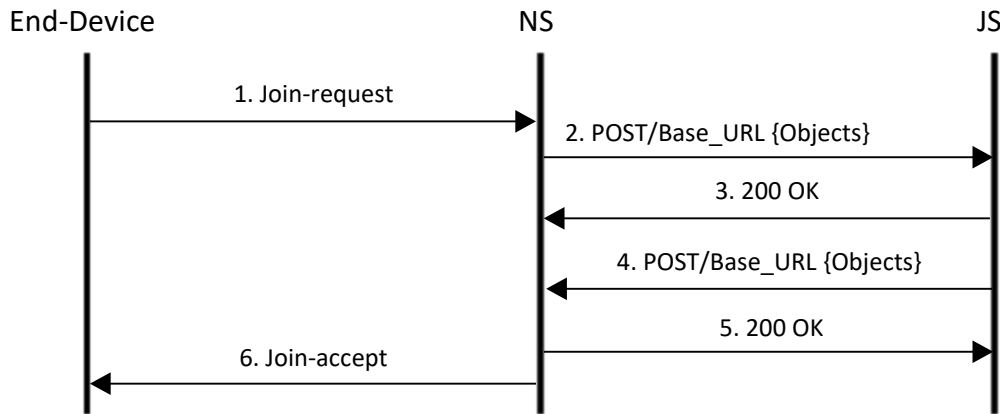 End-Device NS JS
1. Join-request
2. POST/Base_URL {Objects}
3. 200 OK
4. POST/Base_URL {Objects}
5. 200 OK
6. Join-accept